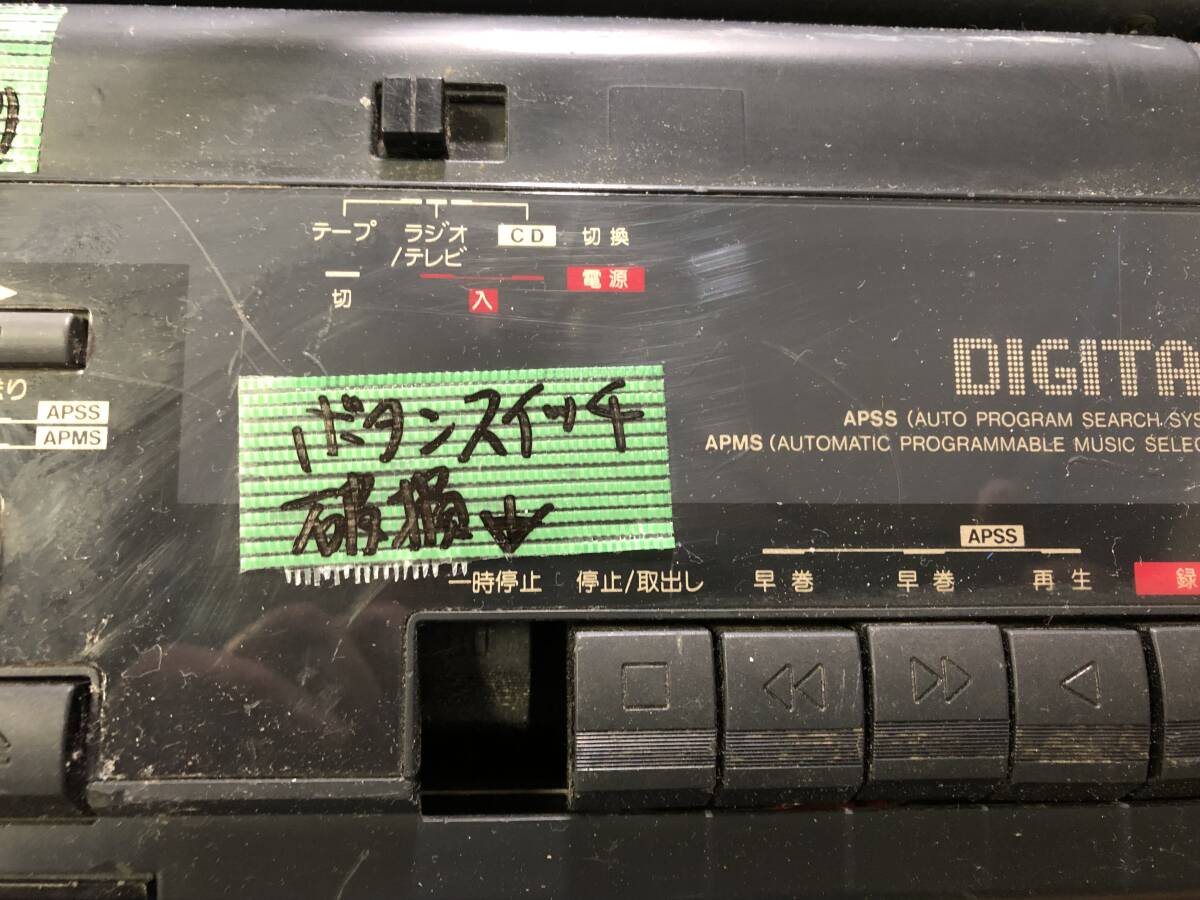 テープ ラジオ CD 切換
/テレビ
切 入 電源
APSS
APMS
DIGITA
APSS (AUTO PROGRAM SEARCH SYS
APMS (AUTOMATIC PROGRAMMABLE MUSIC SELEC
ボタンスイッチ
破損↓
APSS
一時停止 停止/取出し 早巻 早巻 再生 録